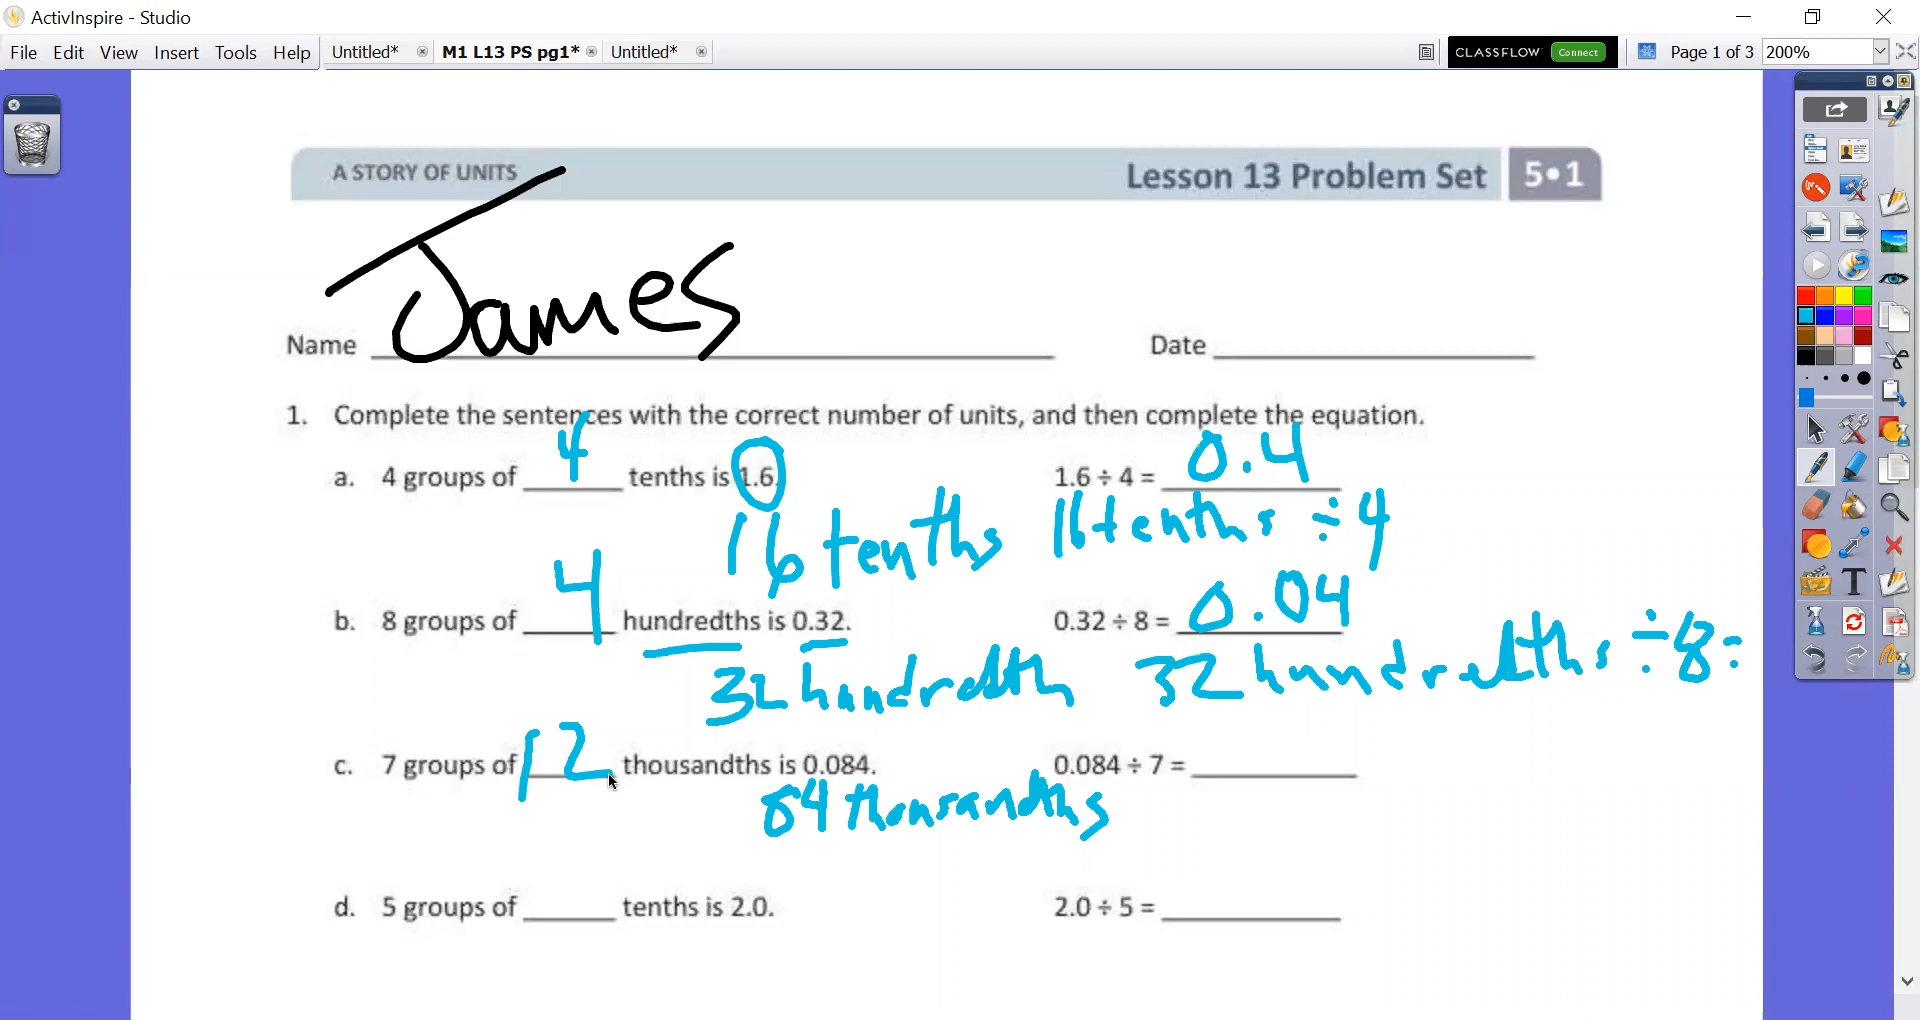 ActivInspire - Studio
File Edit View Insert Tools Help Untitled* M1 L13 PS pg1* Untitled* CLASSFLOW Connect Page 1 of 3 200%
A STORY OF UNITS Lesson 13 Problem Set 5•1
James
Name Date
1. Complete the sentences with the correct number of units, and then complete the equation.
a. 4 groups of 4 tenths is 1.6. 1.6 ÷ 4 = 0.4
16 tenths 16 tenths ÷ 4
b. 8 groups of 4 hundredths is 0.32. 0.32 ÷ 8 = 0.04
32 hundredth 32 hundredths ÷ 8 =
c. 7 groups of 12 thousandths is 0.084. 0.084 ÷ 7 =
84 thousandths
d. 5 groups of tenths is 2.0. 2.0 ÷ 5 =